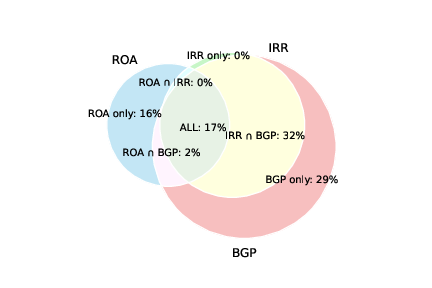 IRR
IRR only: 0%
ROA
ROA ∩ IRR: 0%
ROA only: 16%
ALL: 17%
IRR ∩ BGP: 32%
ROA ∩ BGP: 2%
BGP only: 29%
BGP